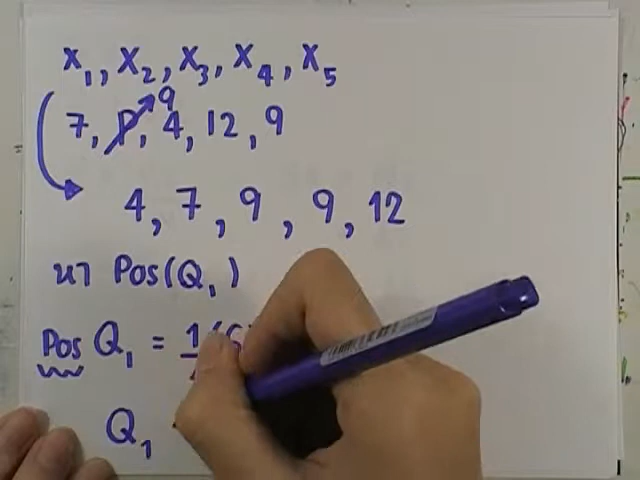 x₁, x₂, x₃, x₄, x₅
9
7, P, 4, 12, 9
4, 7, 9, 9, 12
หา Pos(Q₁)
Pos Q₁ = 1
Q₁